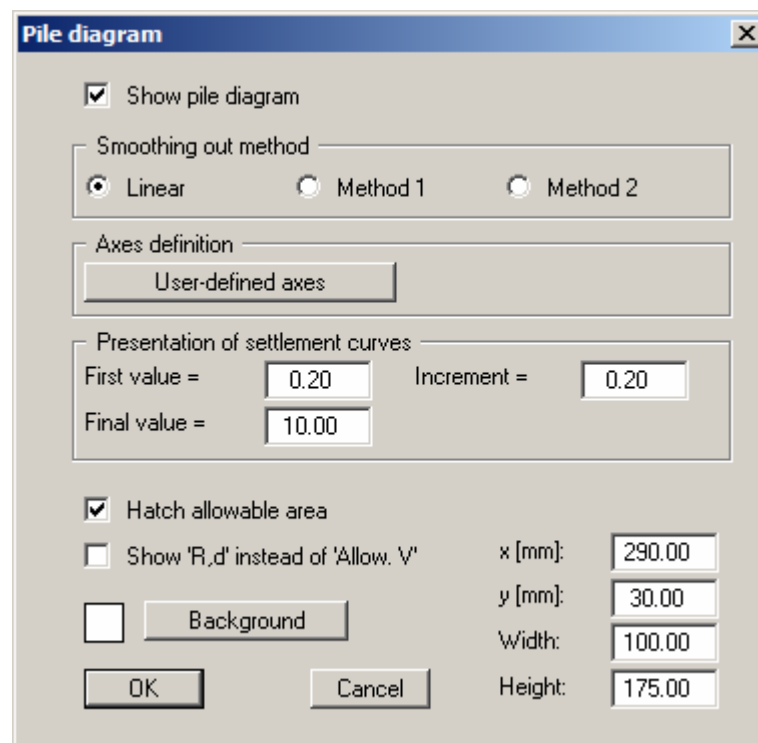 Pile diagram
Show pile diagram
Smoothing out method
Linear Method 1 Method 2
Axes definition
User-defined axes
Presentation of settlement curves
First value = 0.20 Increment = 0.20
Final value = 10.00
Hatch allowable area
Show 'R,d' instead of 'Allow. V' x [mm]: 290.00
y [mm]: 30.00
Background
Width: 100.00
OK Cancel Height: 175.00